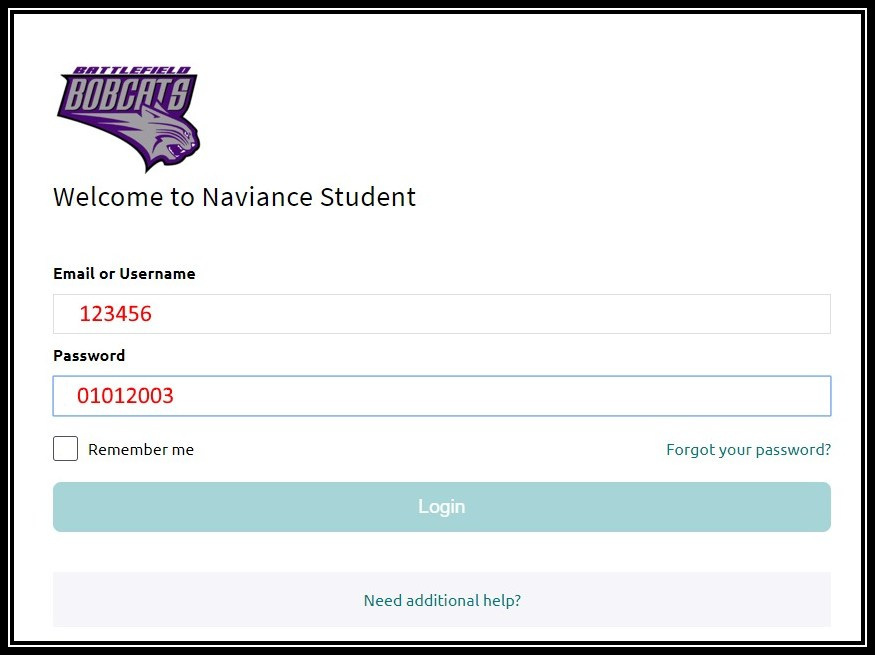 BATTLEFIELD
BOBCATS
Welcome to Naviance Student
Email or Username
123456
Password
01012003
Remember me
Forgot your password?
Login
Need additional help?